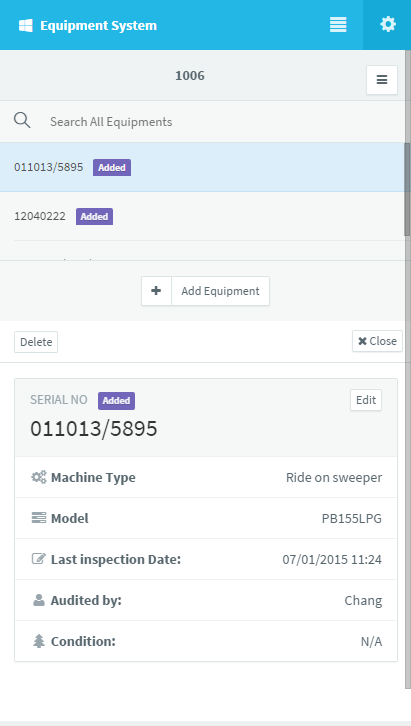 Equipment System
1006
Search All Equipments
011013/5895 Added
12040222 Added
Add Equipment
Delete
Close
SERIAL NO Added
Edit
011013/5895
Machine Type Ride on sweeper
Model PB155LPG
Last inspection Date: 07/01/2015 11:24
Audited by: Chang
Condition: N/A